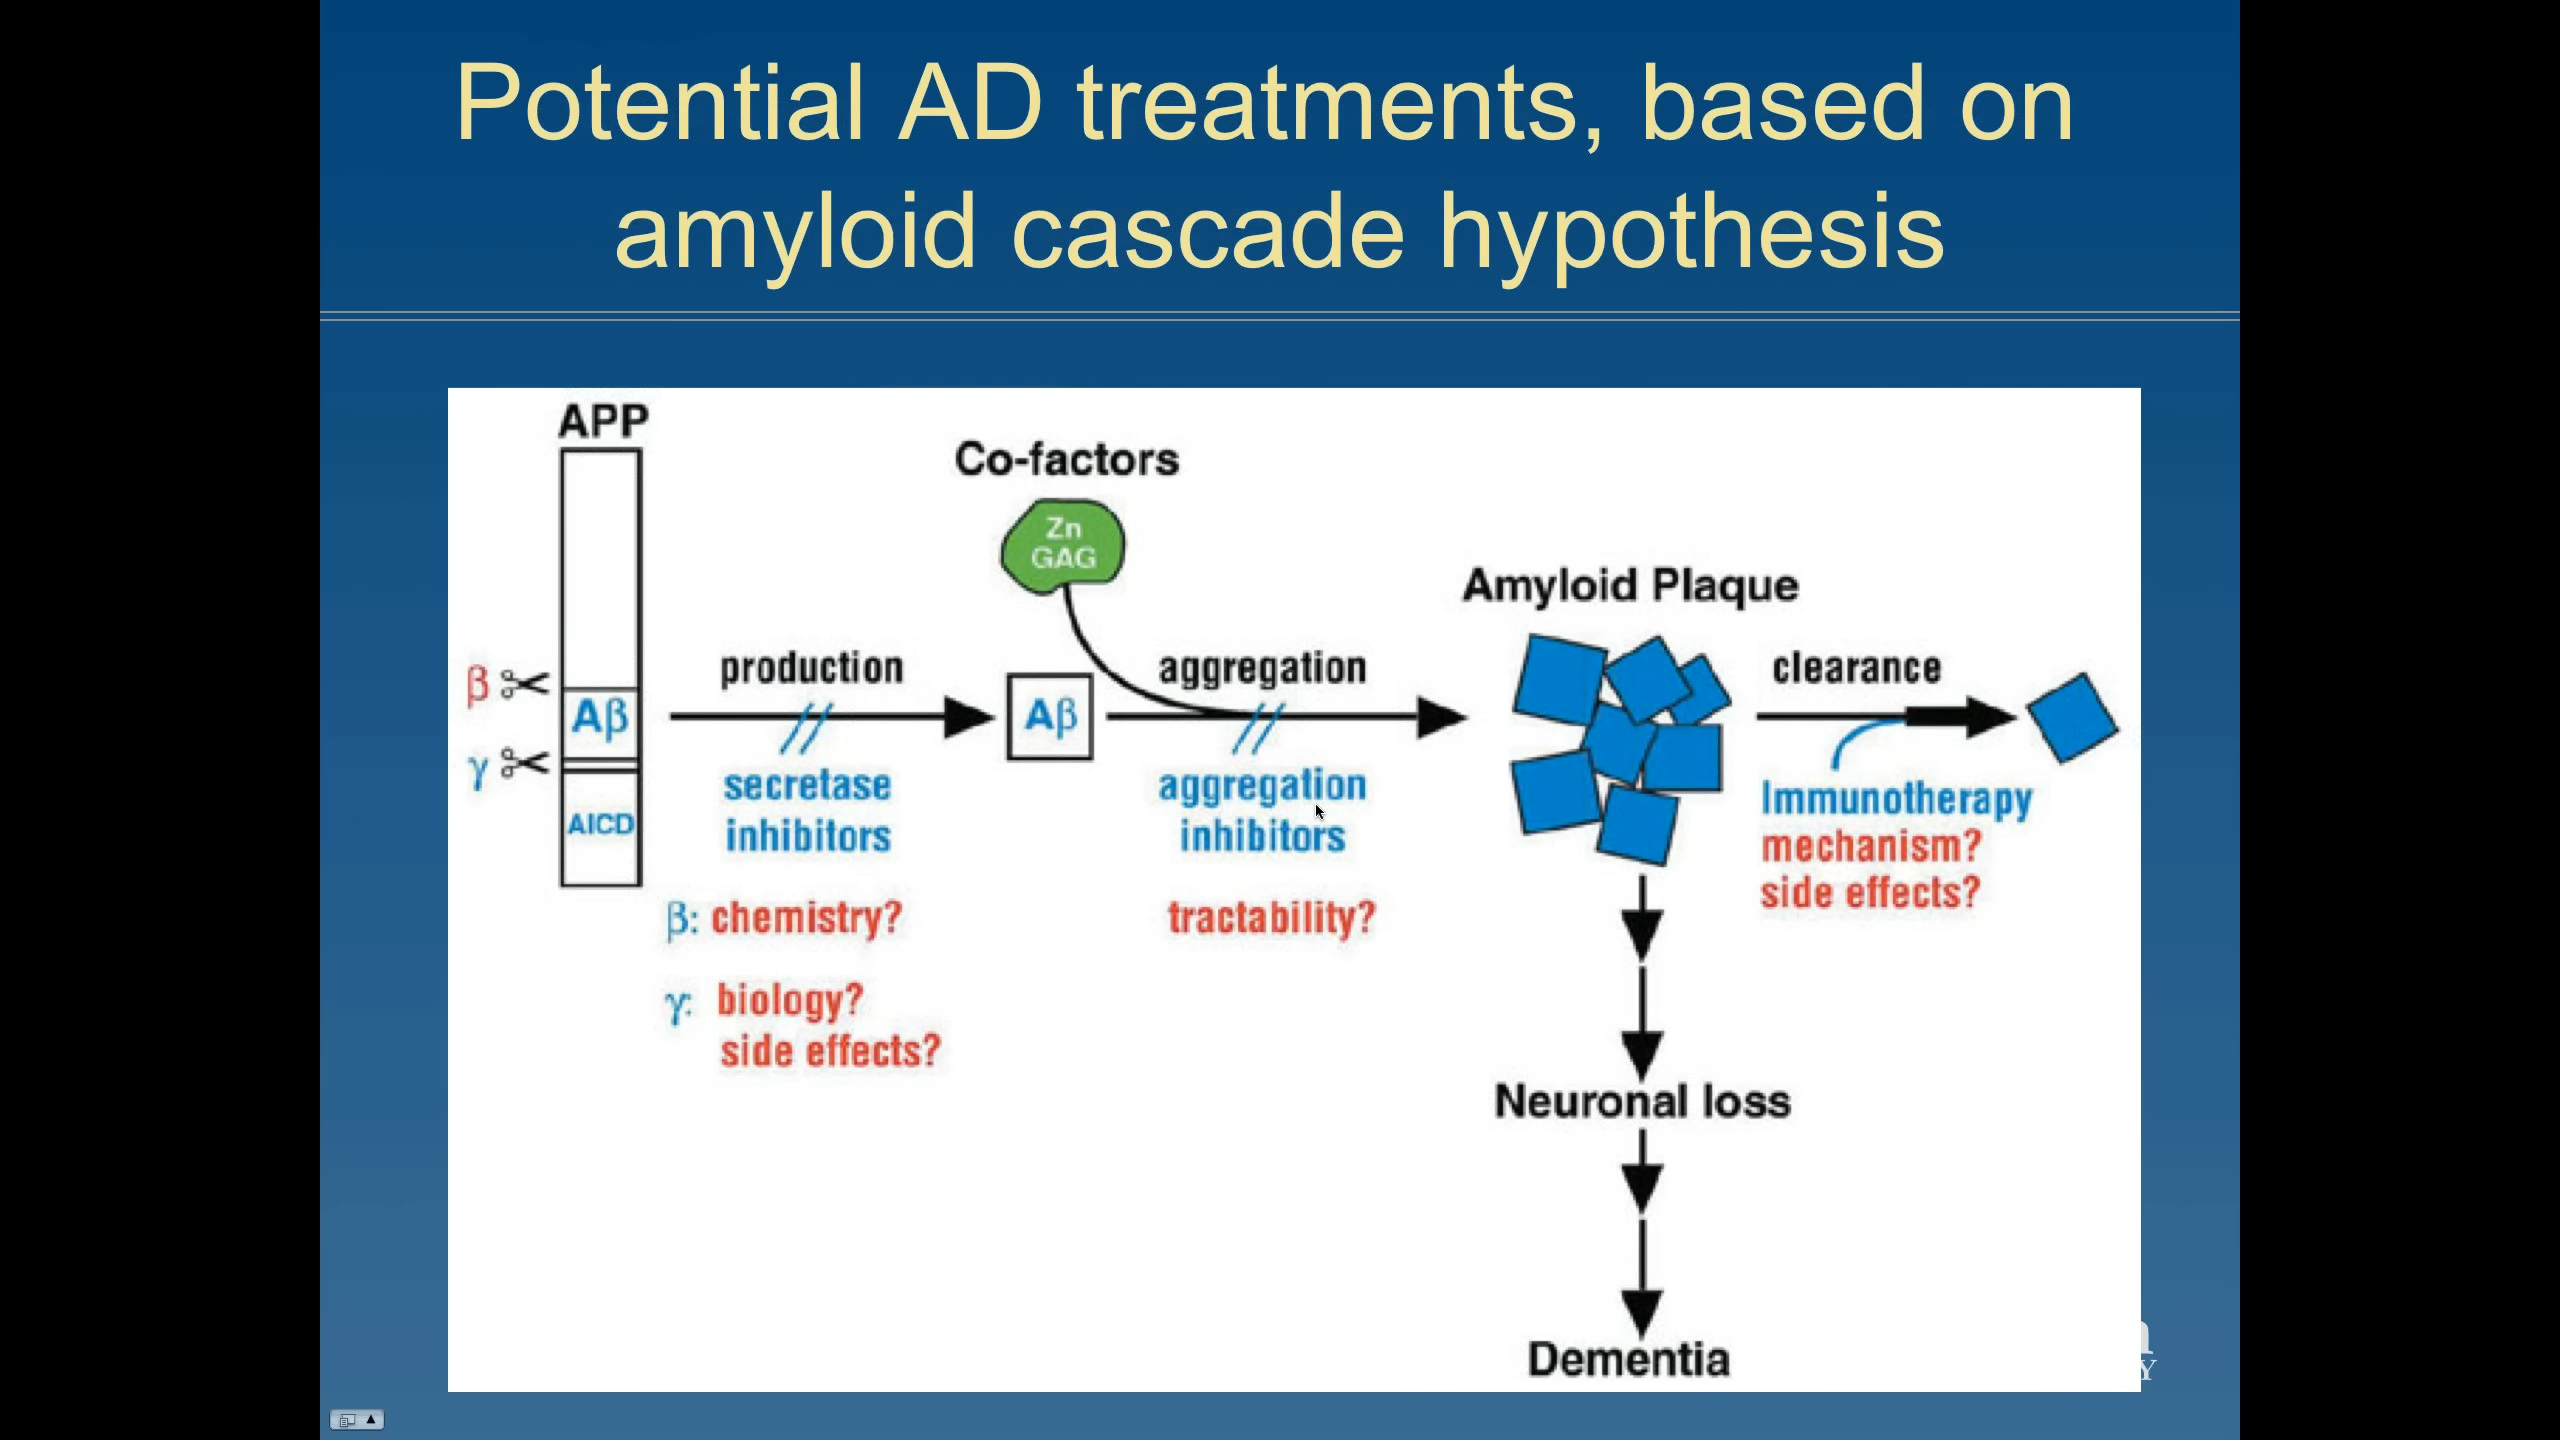 Potential AD treatments, based on
amyloid cascade hypothesis
APP
Co-factors
Zn
GAG
Amyloid Plaque
β
production
aggregation
clearance
Aβ
Aβ
γ
secretase
inhibitors
aggregation
inhibitors
Immunotherapy
mechanism?
side effects?
AICD
β: chemistry?
tractability?
γ: biology?
side effects?
Neuronal loss
Dementia